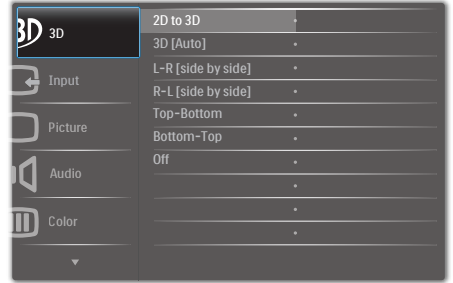 3D 3D
Input
Picture
Audio
Color
2D to 3D
3D [Auto]
L-R [side by side]
R-L [side by side]
Top-Bottom
Bottom-Top
Off